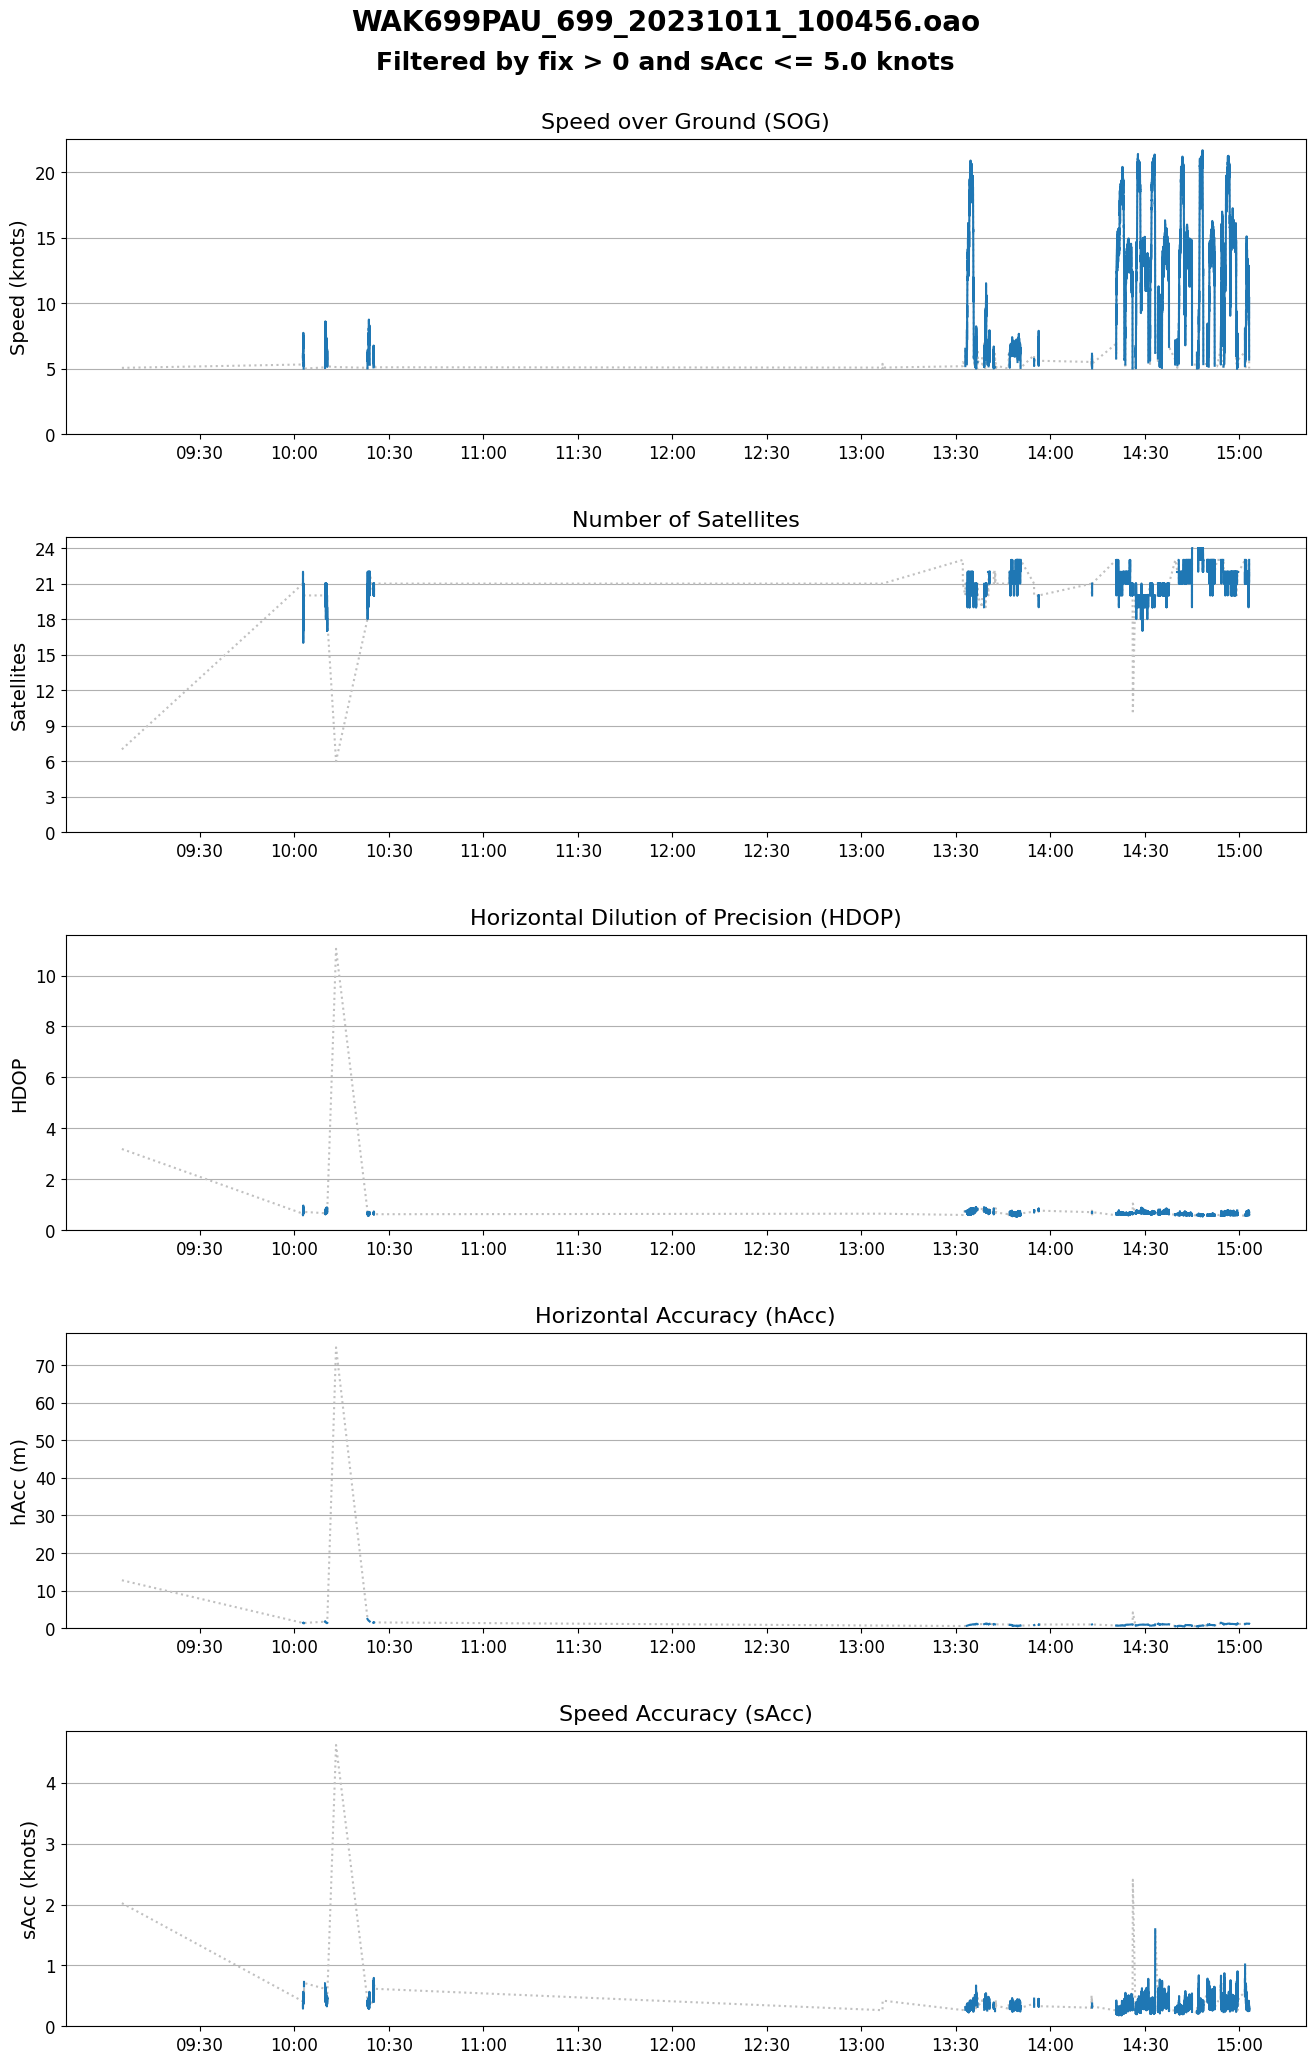 WAK699PAU_699_20231011_100456.oao
Filtered by fix > 0 and sAcc <= 5.0 knots
Speed over Ground (SOG)
Speed (knots)
20
15
10
5
0
09:30 10:00 10:30 11:00 11:30 12:00 12:30 13:00 13:30 14:00 14:30 15:00
Number of Satellites
Satellites
24
21
18
15
12
9
6
3
0
09:30 10:00 10:30 11:00 11:30 12:00 12:30 13:00 13:30 14:00 14:30 15:00
Horizontal Dilution of Precision (HDOP)
HDOP
10
8
6
4
2
0
09:30 10:00 10:30 11:00 11:30 12:00 12:30 13:00 13:30 14:00 14:30 15:00
Horizontal Accuracy (hAcc)
hAcc (m)
70
60
50
40
30
20
10
0
09:30 10:00 10:30 11:00 11:30 12:00 12:30 13:00 13:30 14:00 14:30 15:00
Speed Accuracy (sAcc)
sAcc (knots)
4
3
2
1
0
09:30 10:00 10:30 11:00 11:30 12:00 12:30 13:00 13:30 14:00 14:30 15:00